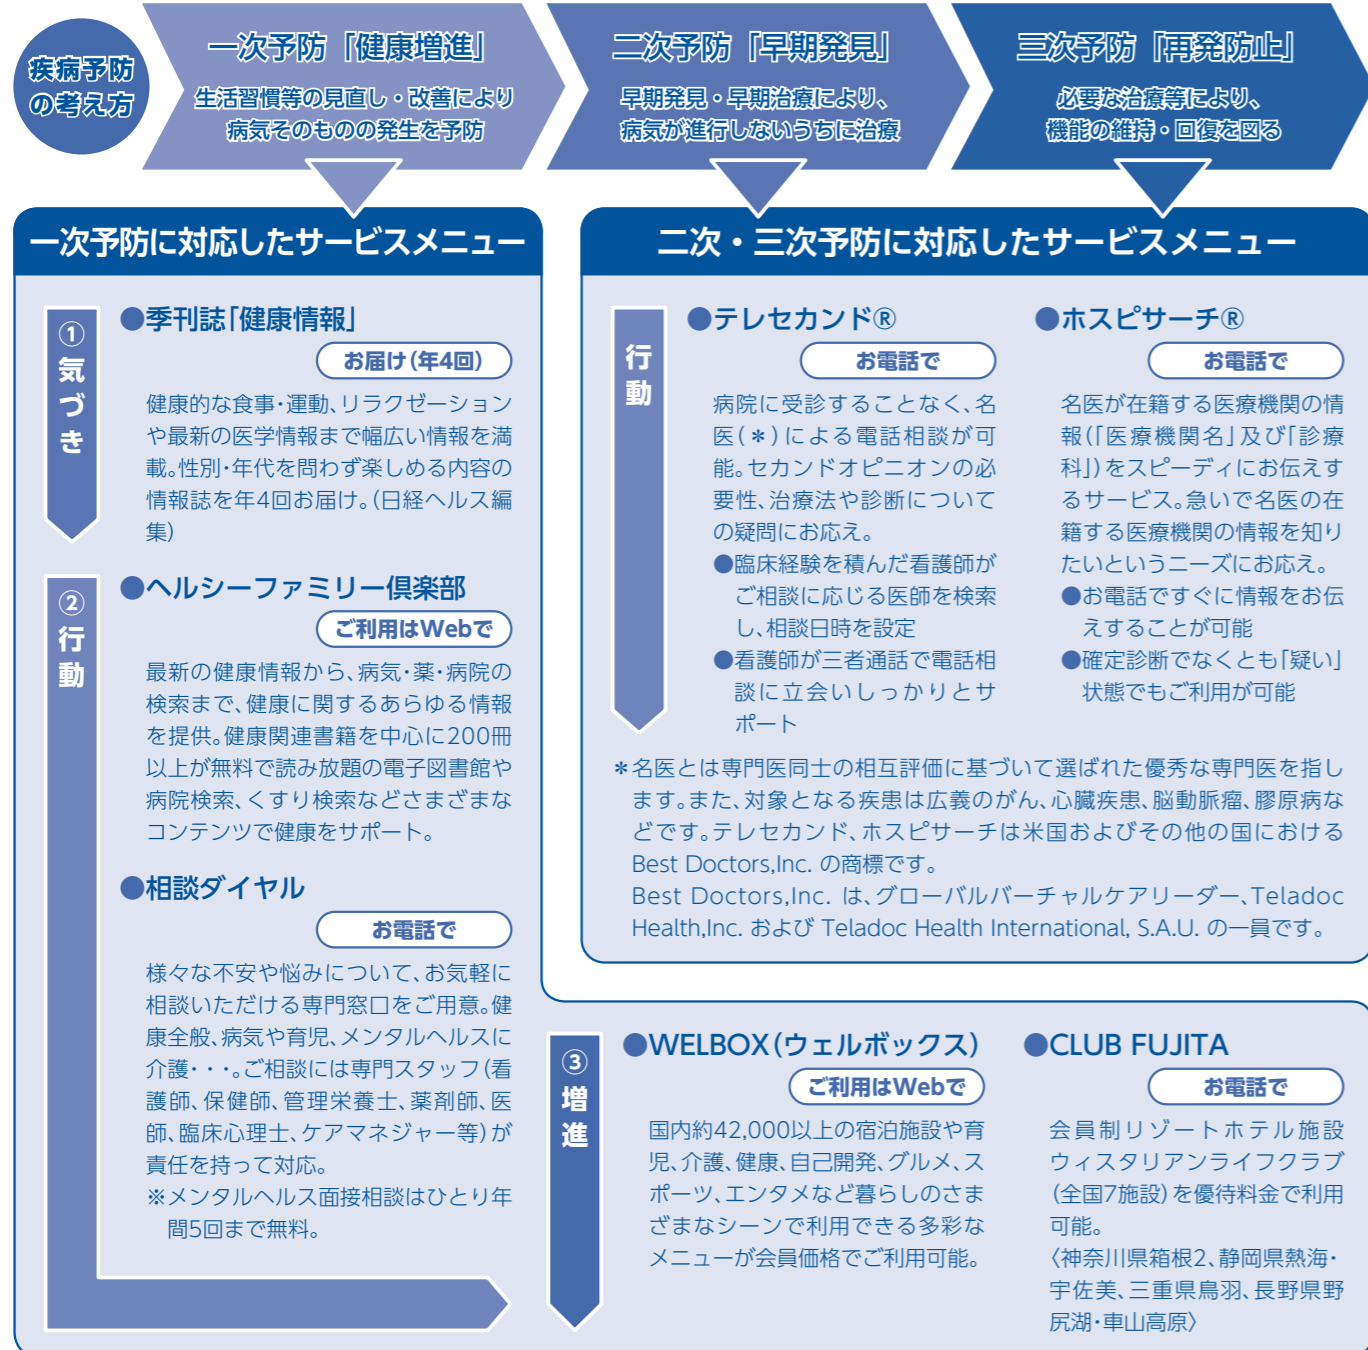 疾病予防
の考え方
一次予防「健康増進」
生活習慣等の見直し・改善により
病気そのものの発生を予防
二次予防「早期発見」
早期発見・早期治療により、
病気が進行しないうちに治療
三次予防「再発防止」
必要な治療等により、
機能の維持・回復を図る
一次予防に対応したサービスメニュー
①気づき
●季刊誌「健康情報」
お届け(年4回)
健康的な食事・運動、リラクゼーション
や最新の医学情報まで幅広い情報を満
載。性別・年代を問わず楽しめる内容の
情報誌を年4回お届け。(日経ヘルス編
集)
②行動
●ヘルシーファミリー倶楽部
ご利用はWebで
最新の健康情報から、病気・薬・病院の
検索まで、健康に関するあらゆる情報
を提供。健康関連書籍を中心に200冊
以上が無料で読み放題の電子図書館や
病院検索、くすり検索などさまざまな
コンテンツで健康をサポート。
●相談ダイヤル
お電話で
様々な不安や悩みについて、お気軽に
相談いただける専門窓口をご用意。健
康全般、病気や育児、メンタルヘルスに
介護・・・。ご相談には専門スタッフ(看
護師、保健師、管理栄養士、薬剤師、医
師、臨床心理士、ケアマネジャー等)が
責任を持って対応。
※メンタルヘルス面接相談はひとり年
間5回まで無料。
二次・三次予防に対応したサービスメニュー
行動
●テレセカンド®
お電話で
病院に受診することなく、名
医(＊)による電話相談が可
能。セカンドオピニオンの必
要性、治療法や診断について
の疑問にお応え。
●臨床経験を積んだ看護師が
ご相談に応じる医師を検索
し、相談日時を設定
●看護師が三者通話で電話相
談に立会いしっかりとサ
ポート
●ホスピサーチ®
お電話で
名医が在籍する医療機関の情
報(「医療機関名」及び「診療
科」)をスピーディにお伝えす
るサービス。急いで名医の在
籍する医療機関の情報を知り
たいというニーズにお応え。
●お電話ですぐに情報をお伝
えすることが可能
●確定診断でなくとも「疑い」
状態でもご利用が可能
＊名医とは専門医同士の相互評価に基づいて選ばれた優秀な専門医を指し
ます。また、対象となる疾患は広義のがん、心臓疾患、脳動脈瘤、膠原病な
どです。テレセカンド、ホスピサーチは米国およびその他の国における
Best Doctors,Inc. の商標です。
Best Doctors,Inc. は、グローバルバーチャルケアリーダー、Teladoc
Health,Inc. および Teladoc Health International, S.A.U. の一員です。
③増進
●WELBOX(ウェルボックス)
ご利用はWebで
国内約42,000以上の宿泊施設や育
児、介護、健康、自己開発、グルメ、ス
ポーツ、エンタメなど暮らしのさま
ざまなシーンで利用できる多彩な
メニューが会員価格でご利用可能。
●CLUB FUJITA
お電話で
会員制リゾートホテル施設
ウィスタリアンライフクラブ
(全国7施設)を優待料金で利用
可能。
〈神奈川県箱根2、静岡県熱海・
宇佐美、三重県鳥羽、長野県野
尻湖・車山高原〉